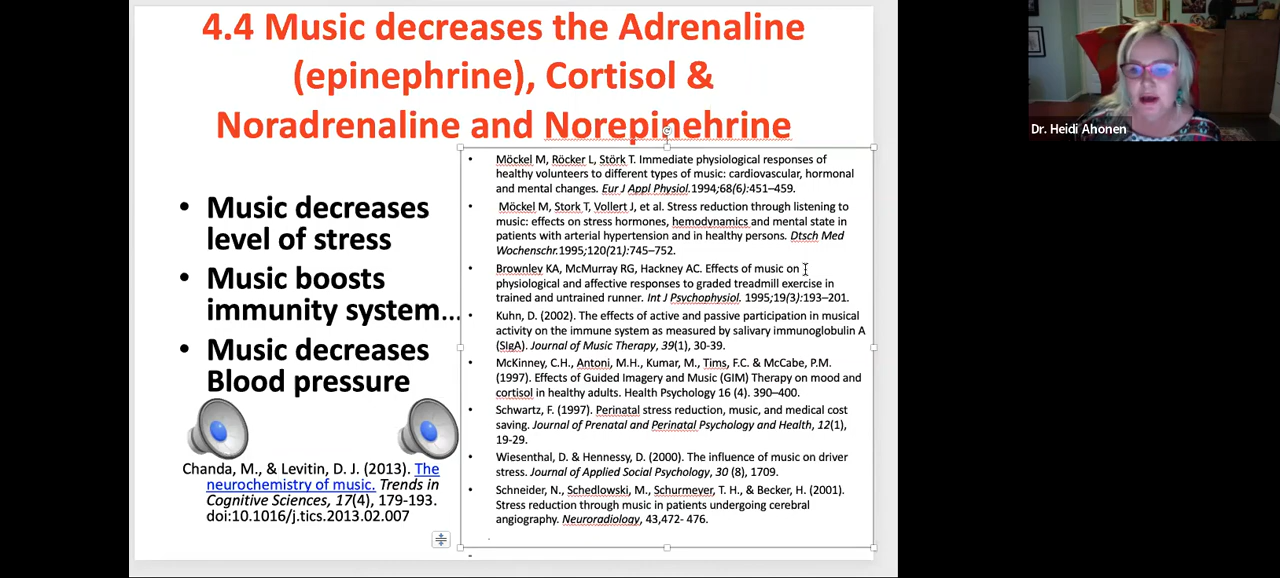 4.4 Music decreases the Adrenaline
(epinephrine), Cortisol &
Noradrenaline and Norepinehrine
• Music decreases
level of stress
• Music boosts
immunity system...
• Music decreases
Blood pressure
Chanda, M., & Levitin, D. J. (2013). The
neurochemistry of music. Trends in
Cognitive Sciences, 17(4), 179-193.
doi:10.1016/j.tics.2013.02.007
• Möckel M, Röcker L, Störk T. Immediate physiological responses of
healthy volunteers to different types of music: cardiovascular, hormonal
and mental changes. Eur J Appl Physiol.1994;68(6):451–459.
• Möckel M, Stork T, Vollert J, et al. Stress reduction through listening to
music: effects on stress hormones, hemodynamics and mental state in
patients with arterial hypertension and in healthy persons. Dtsch Med
Wochenschr.1995;120(21):745–752.
• Brownley KA, McMurray RG, Hackney AC. Effects of music on
physiological and affective responses to graded treadmill exercise in
trained and untrained runner. Int J Psychophysiol. 1995;19(3):193–201.
• Kuhn, D. (2002). The effects of active and passive participation in musical
activity on the immune system as measured by salivary immunoglobulin A
(SIgA). Journal of Music Therapy, 39(1), 30-39.
• McKinney, C.H., Antoni, M.H., Kumar, M., Tims, F.C. & McCabe, P.M.
(1997). Effects of Guided Imagery and Music (GIM) Therapy on mood and
cortisol in healthy adults. Health Psychology 16 (4). 390–400.
• Schwartz, F. (1997). Perinatal stress reduction, music, and medical cost
saving. Journal of Prenatal and Perinatal Psychology and Health, 12(1),
19-29.
• Wiesenthal, D. & Hennessy, D. (2000). The influence of music on driver
stress. Journal of Applied Social Psychology, 30 (8), 1709.
• Schneider, N., Schedlowski, M., Schurmeyer, T. H., & Becker, H. (2001).
Stress reduction through music in patients undergoing cerebral
angiography. Neuroradiology, 43,472- 476.
Dr. Heidi Ahonen